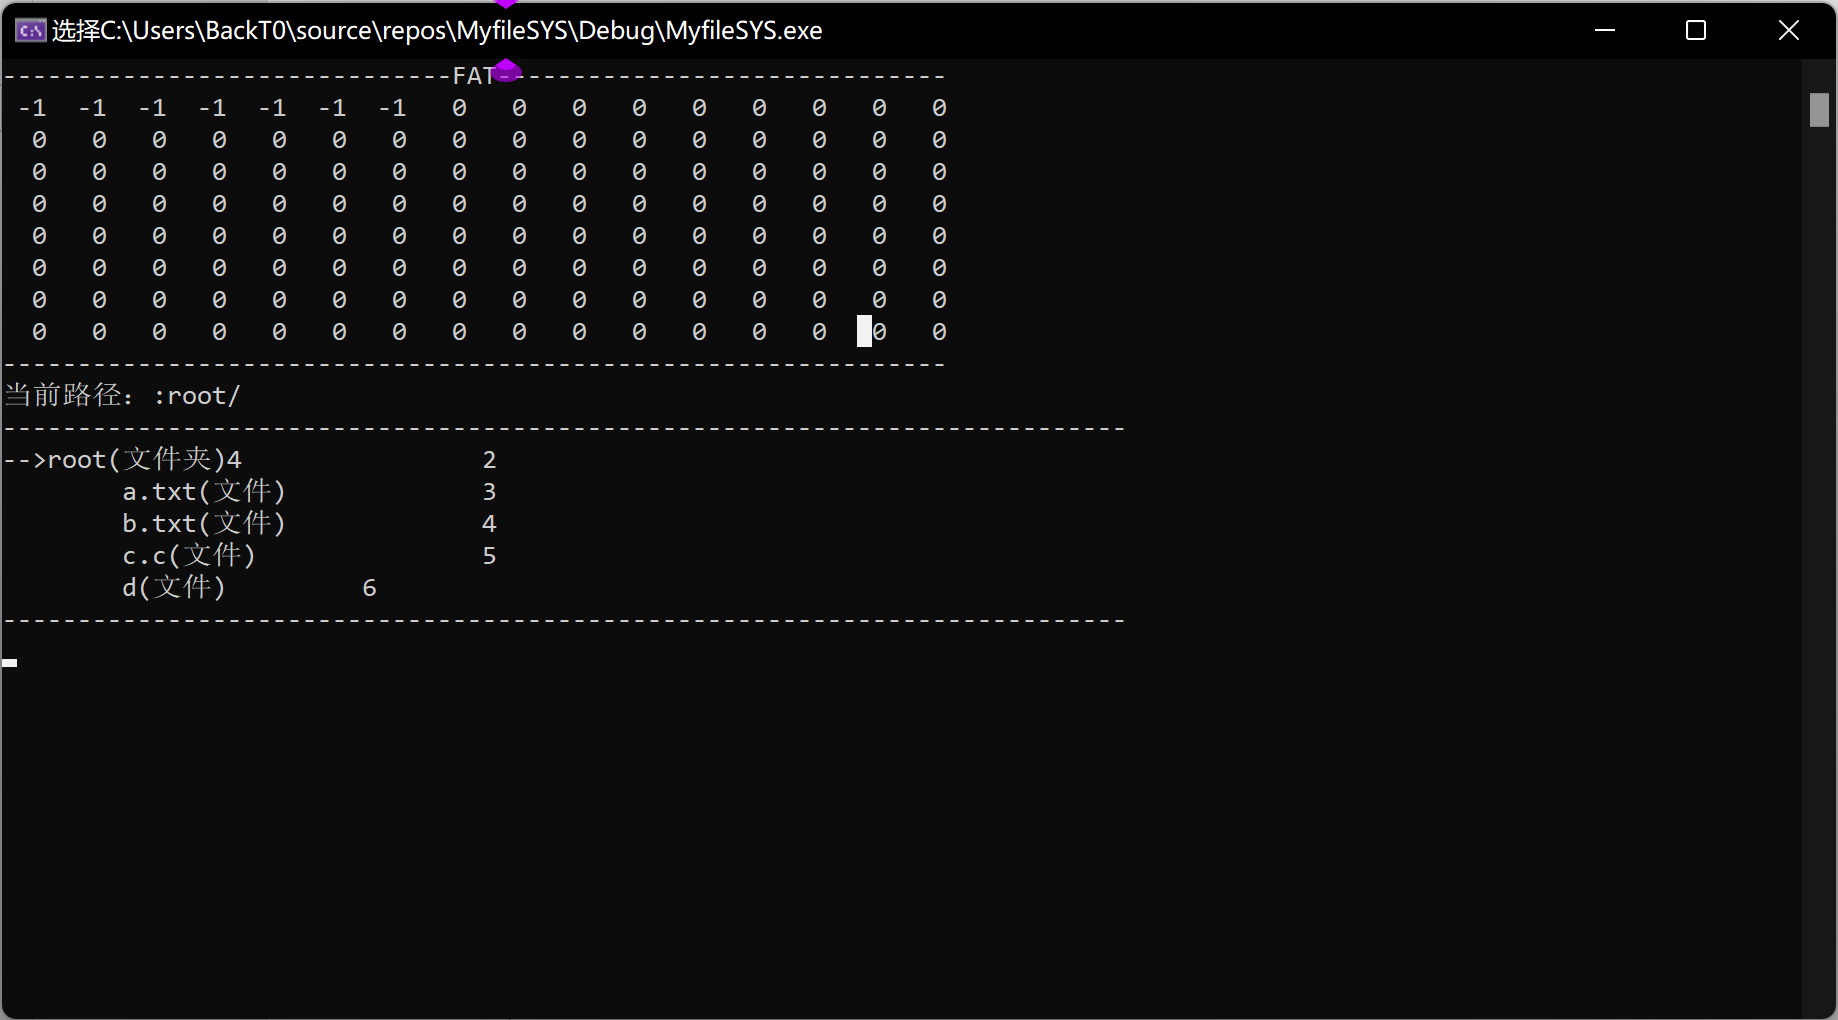 选择C:\Users\BackT0\source\repos\MyfileSYS\Debug\MyfileSYS.exe
------------------------------FAT------------------------------
-1 -1 -1 -1 -1 -1 -1 0 0 0 0 0 0 0 0 0
0 0 0 0 0 0 0 0 0 0 0 0 0 0 0 0
0 0 0 0 0 0 0 0 0 0 0 0 0 0 0 0
0 0 0 0 0 0 0 0 0 0 0 0 0 0 0 0
0 0 0 0 0 0 0 0 0 0 0 0 0 0 0 0
0 0 0 0 0 0 0 0 0 0 0 0 0 0 0 0
0 0 0 0 0 0 0 0 0 0 0 0 0 0 0 0
0 0 0 0 0 0 0 0 0 0 0 0 0 0 0 0
---------------------------------------------------------------
当前路径：:root/
---------------------------------------------------------------------------
-->root(文件夹)4 2
a.txt(文件) 3
b.txt(文件) 4
c.c(文件) 5
d(文件) 6
---------------------------------------------------------------------------